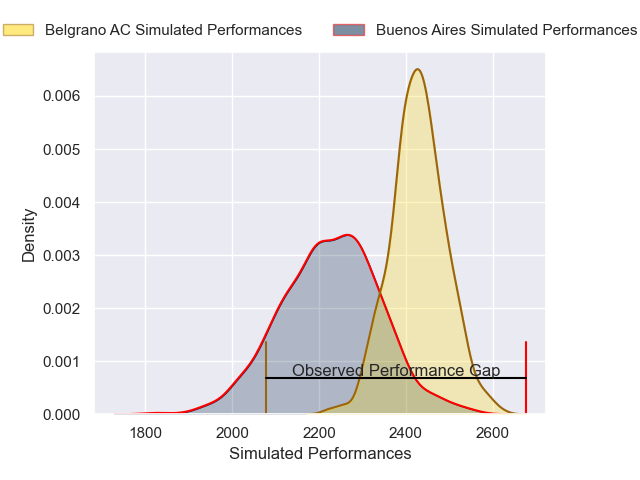 Belgrano AC Simulated Performances
Buenos Aires Simulated Performances
0.006
0.005
0.004
0.003
0.002
0.001
0.000
Density
Observed Performance Gap
1800
2000
2200
2400
2600
Simulated Performances